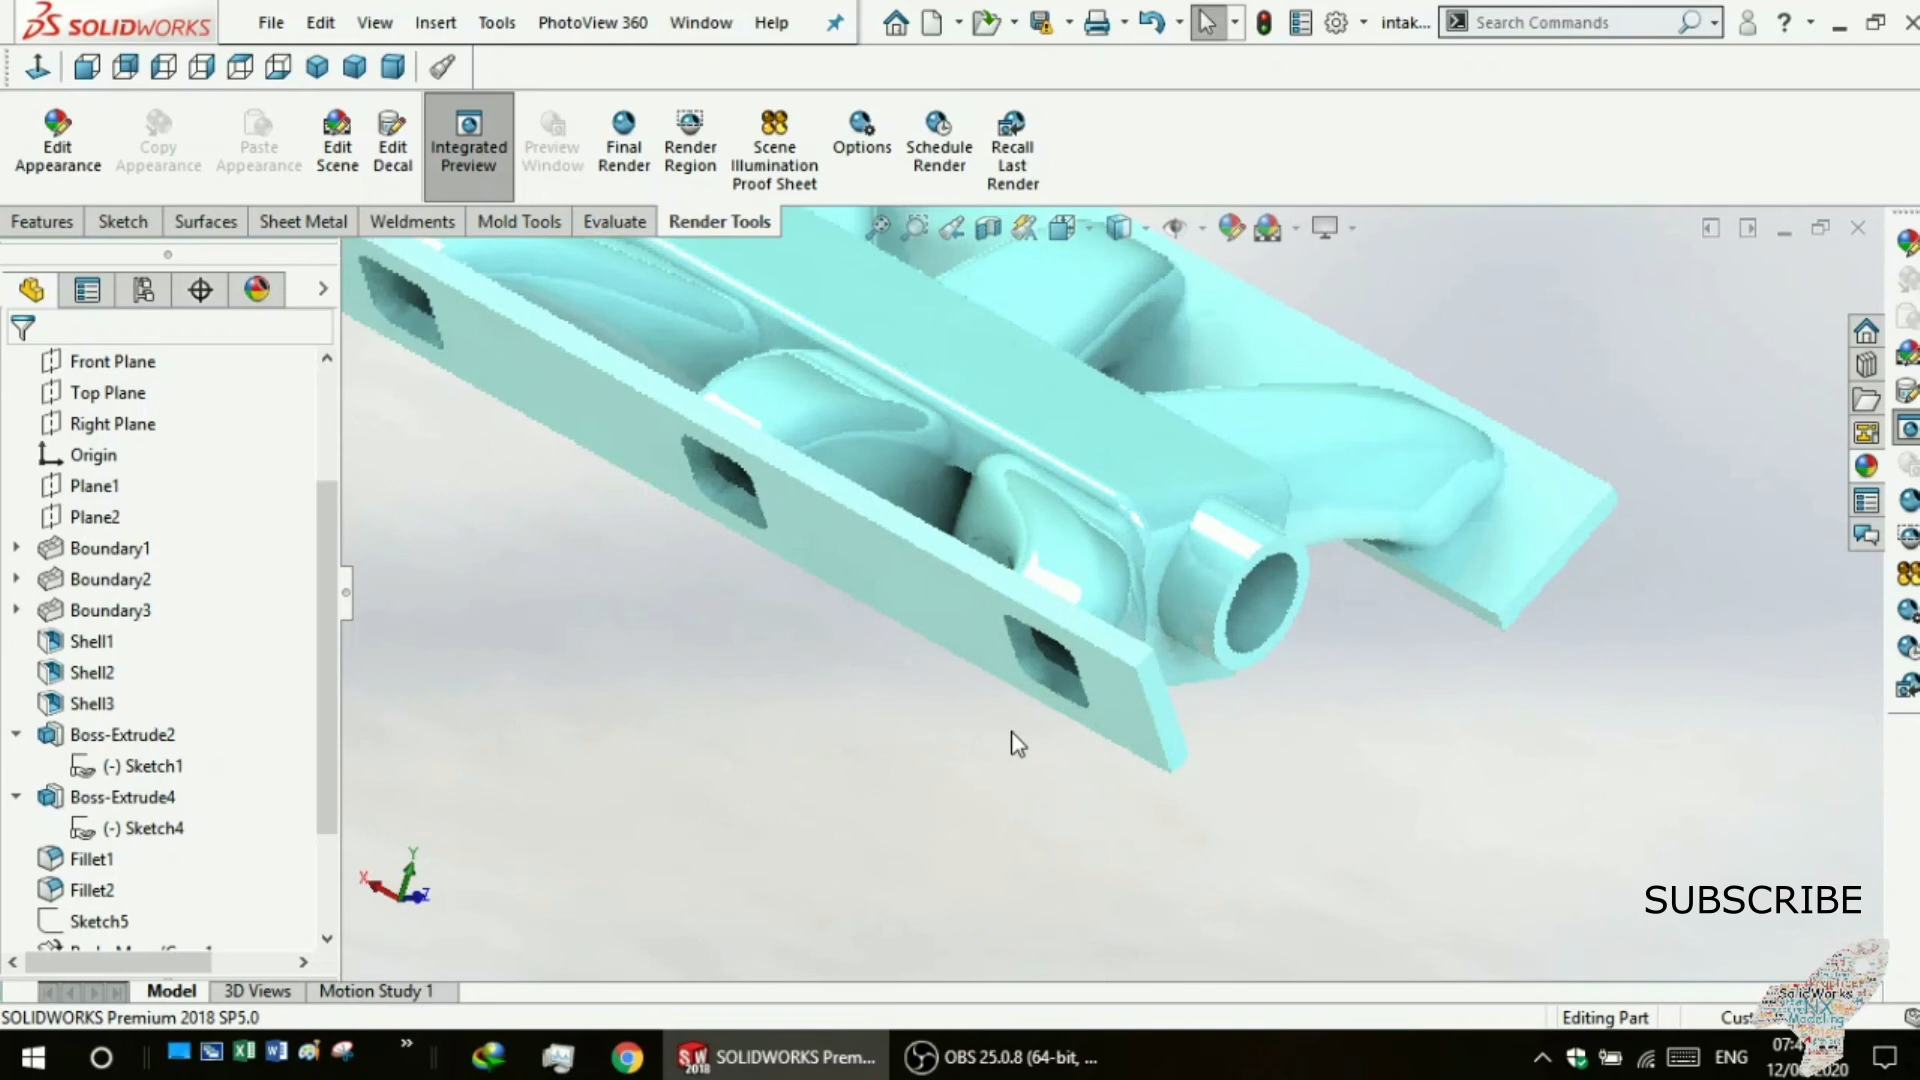 SOLIDWORKS File Edit View Insert Tools PhotoView 360 Window Help intak... Search Commands ?
Edit Appearance
Copy Appearance
Paste Appearance
Edit Scene
Edit Decal
Integrated Preview
Preview Window
Final Render
Render Region
Scene Illumination Proof Sheet
Options
Schedule Render
Recall Last Render
Features Sketch Surfaces Sheet Metal Weldments Mold Tools Evaluate Render Tools
Front Plane
Top Plane
Right Plane
Origin
Plane1
Plane2
Boundary1
Boundary2
Boundary3
Shell1
Shell2
Shell3
Boss-Extrude2
(-) Sketch1
Boss-Extrude4
(-) Sketch4
Fillet1
Fillet2
Sketch5
X Y Z
SUBSCRIBE
SolidWorks
NX
Modeling
Model 3D Views Motion Study 1
SOLIDWORKS Premium 2018 SP5.0 Editing Part
SOLIDWORKS Prem... OBS 25.0.8 (64-bit, ... ENG